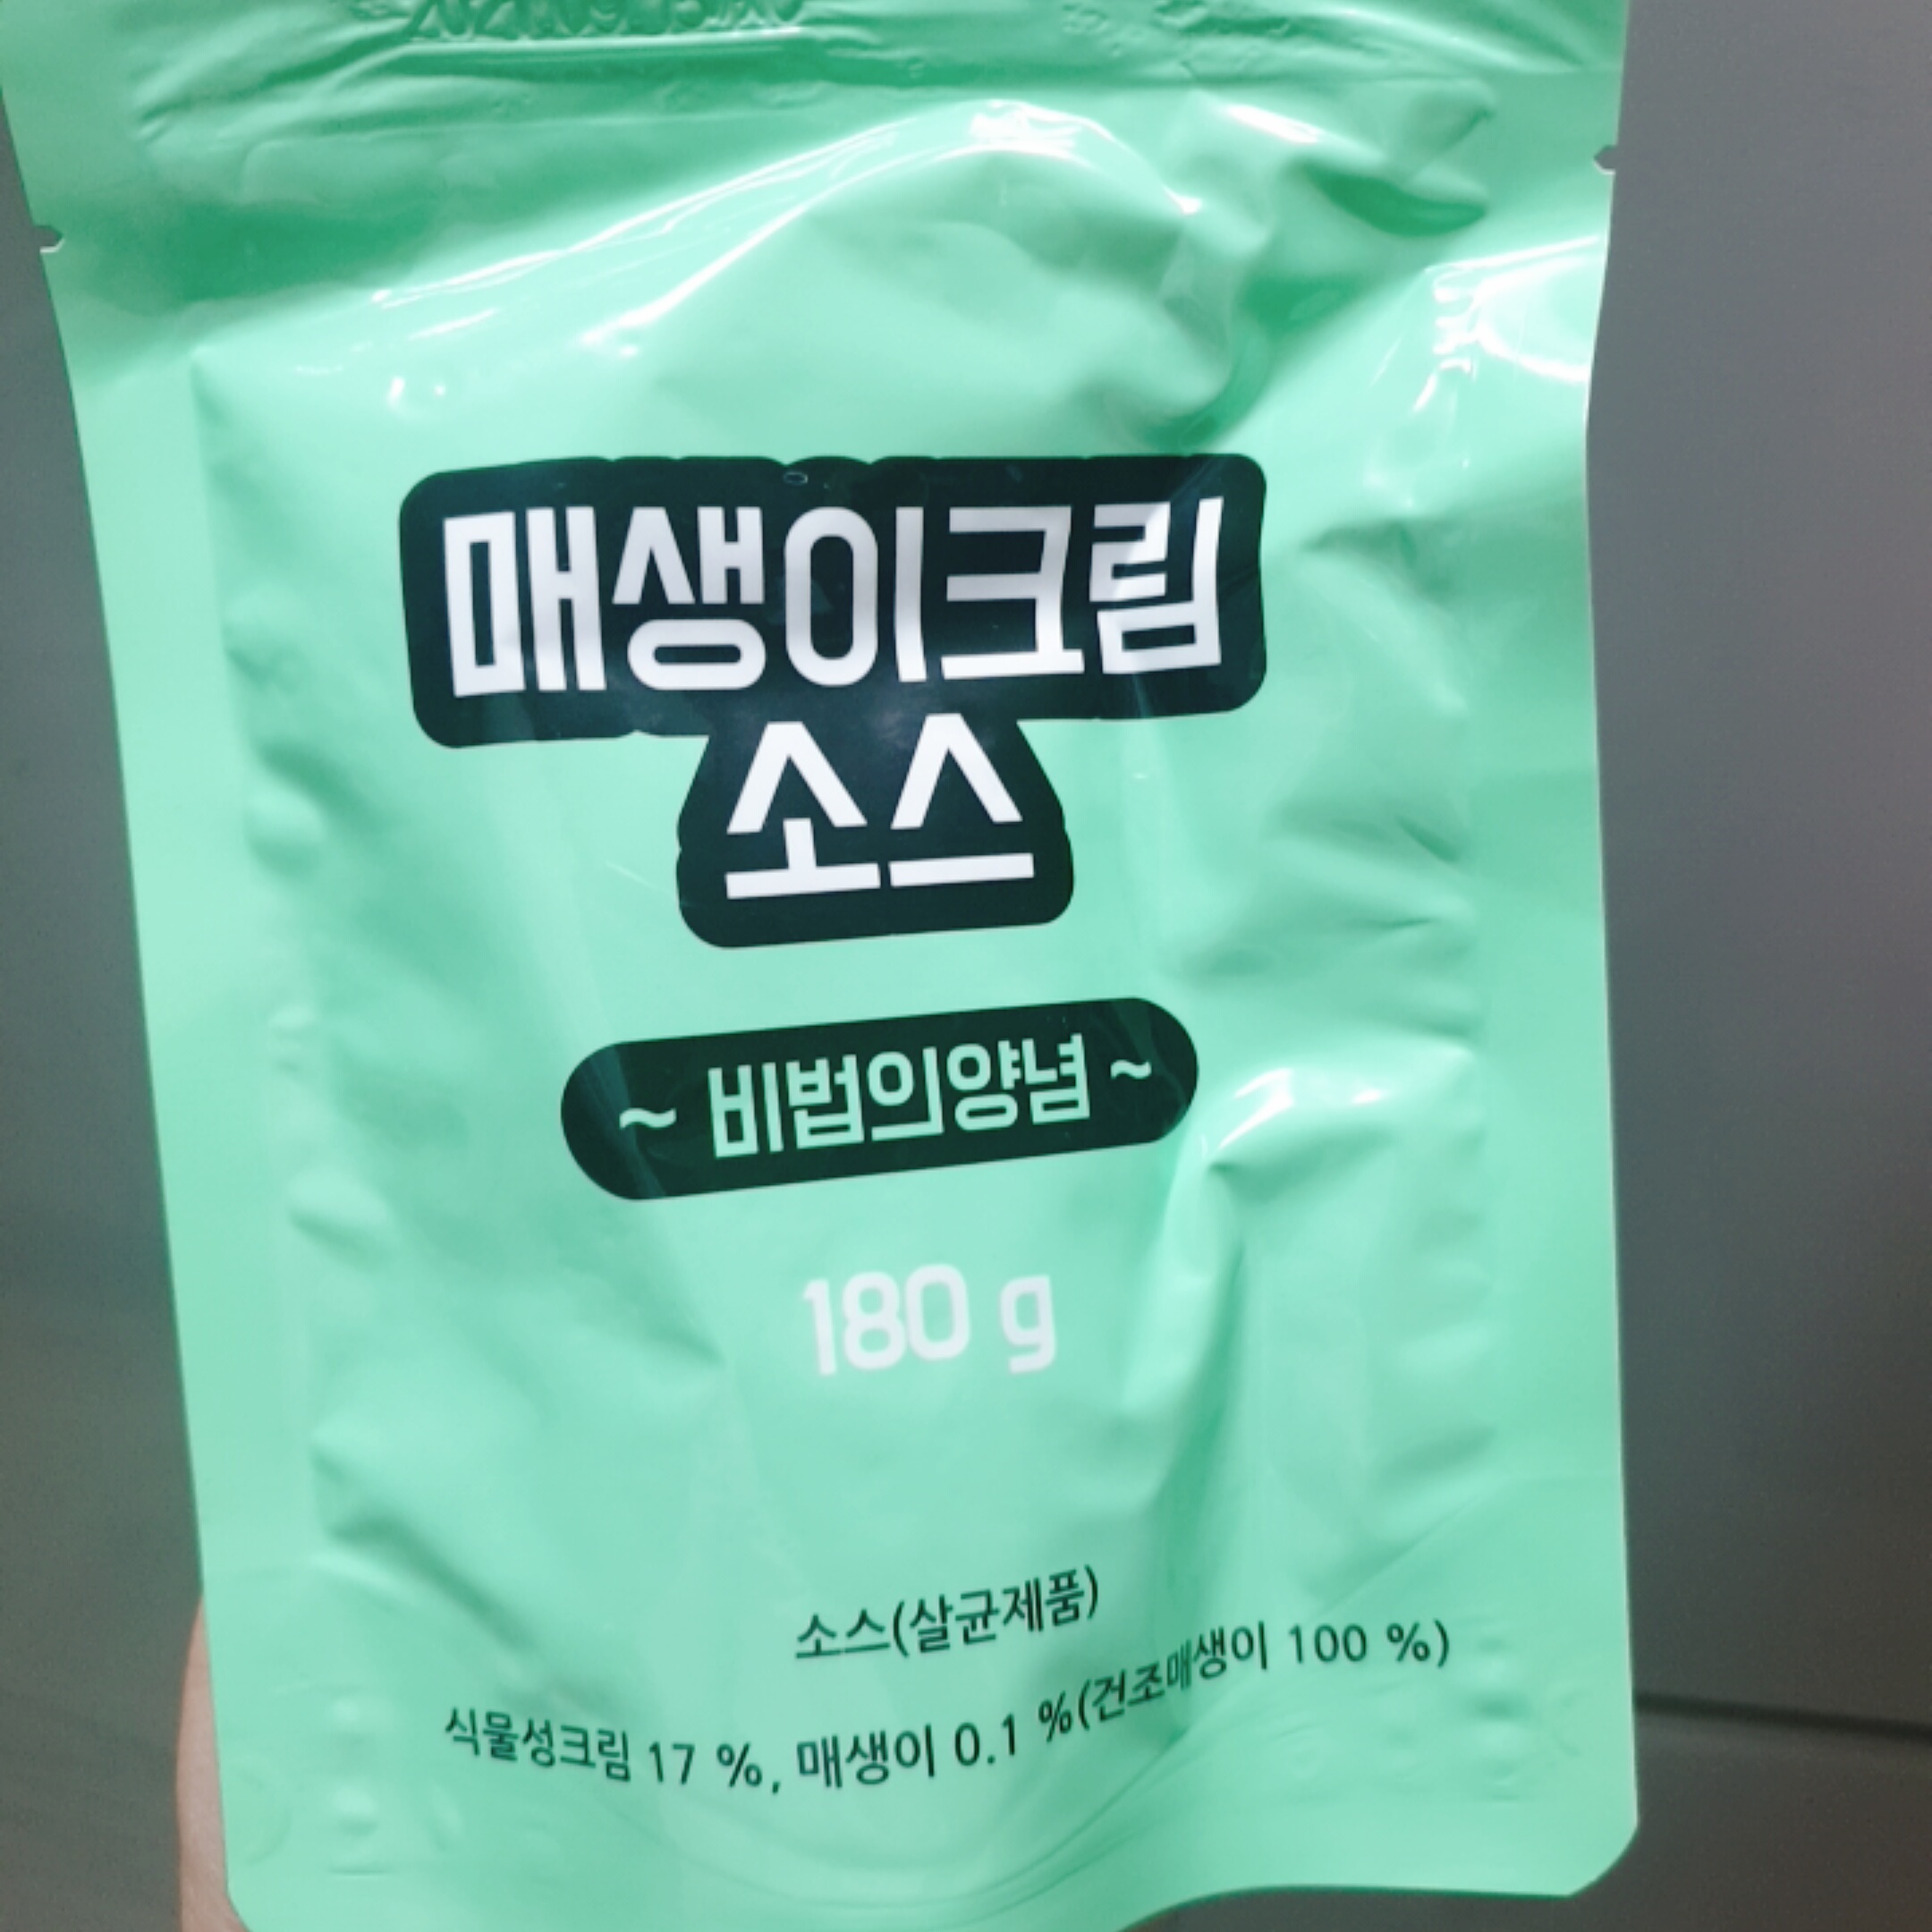 매생이크림
소스
~ 비법의양념 ~
180 g
소스(살균제품)
식물성크림 17 %, 매생이 0.1 %(건조매생이 100 %)